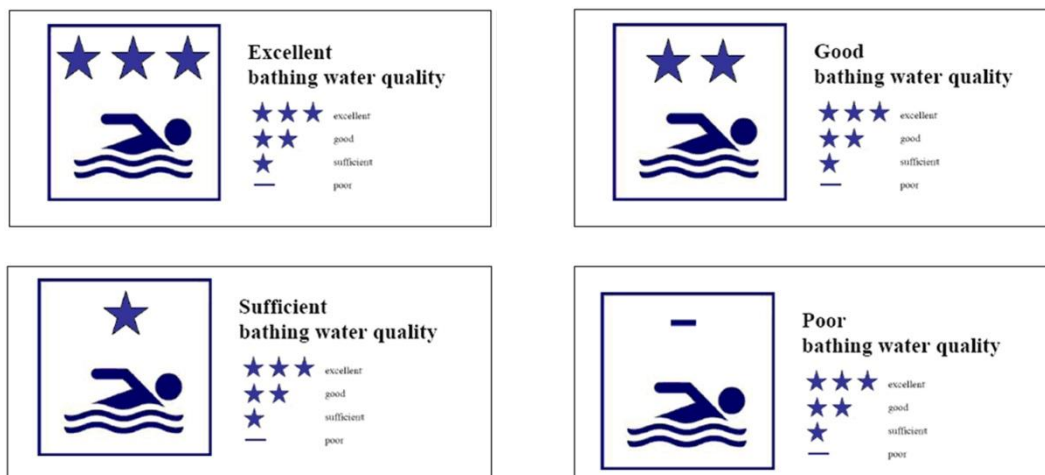 Excellent
bathing water quality
excellent
good
sufficient
poor
Good
bathing water quality
excellent
good
sufficient
poor
Sufficient
bathing water quality
excellent
good
sufficient
poor
Poor
bathing water quality
excellent
good
sufficient
poor